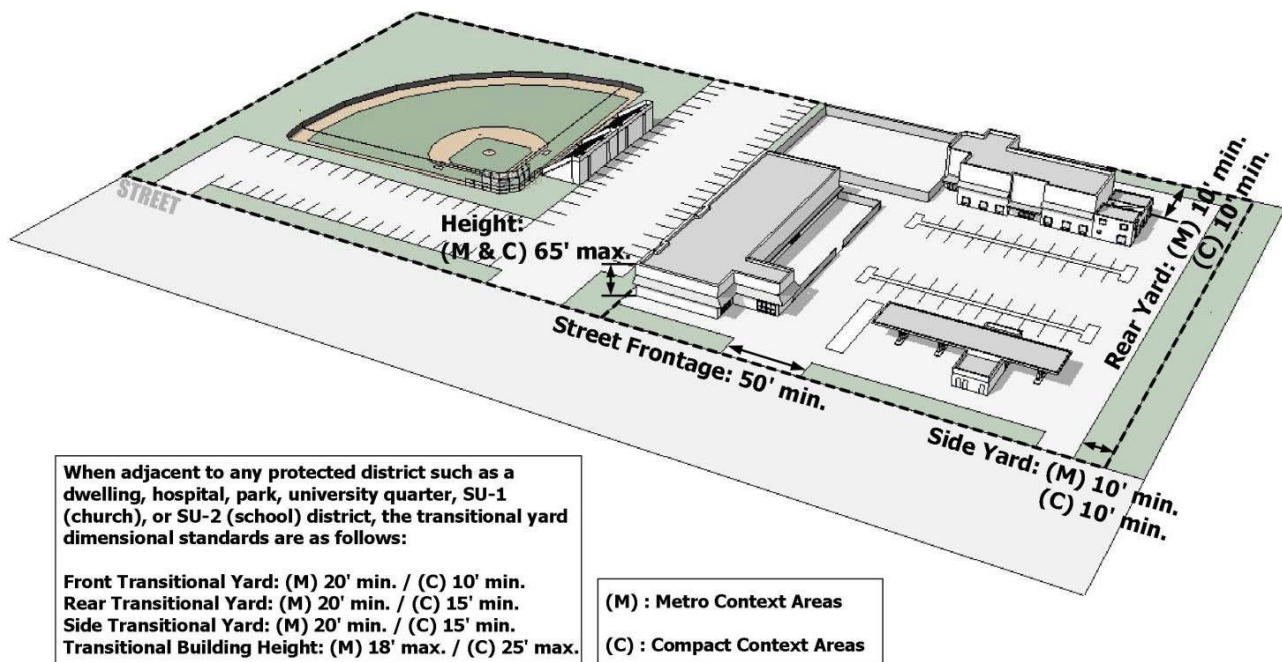 STREET
Height:
(M & C) 65' max.
Street Frontage: 50' min.
Rear Yard: (M) 10' min.
(C) 10' min.
Side Yard: (M) 10' min.
(C) 10' min.
When adjacent to any protected district such as a
dwelling, hospital, park, university quarter, SU-1
(church), or SU-2 (school) district, the transitional yard
dimensional standards are as follows:
Front Transitional Yard: (M) 20' min. / (C) 10' min.
Rear Transitional Yard: (M) 20' min. / (C) 15' min.
Side Transitional Yard: (M) 20' min. / (C) 15' min.
Transitional Building Height: (M) 18' max. / (C) 25' max.
(M) : Metro Context Areas
(C) : Compact Context Areas